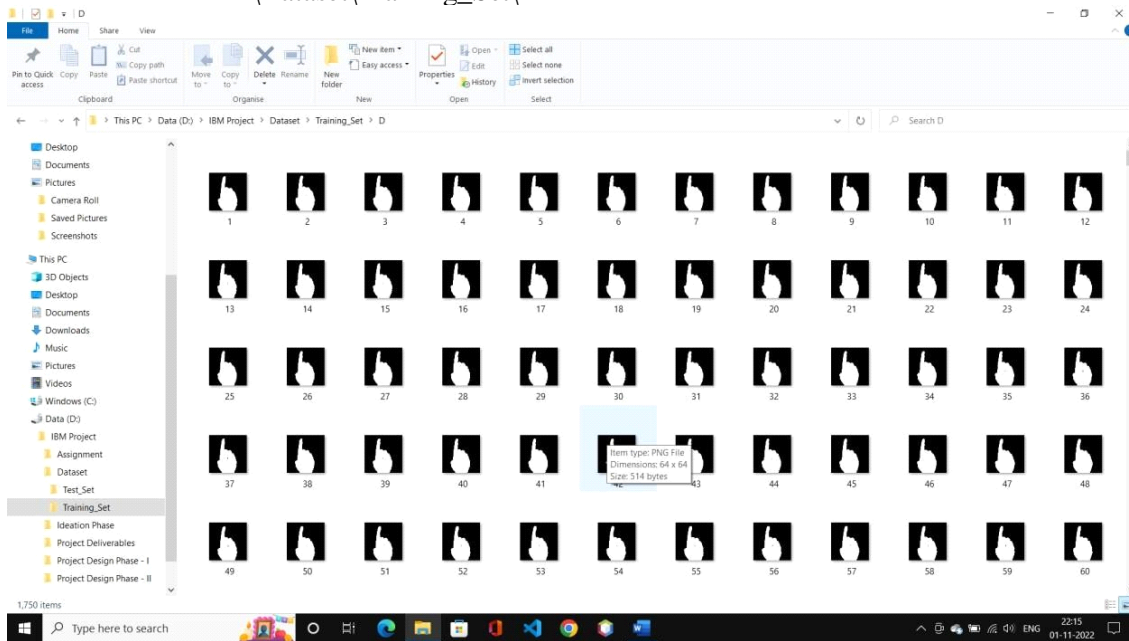 D
File Home Share View
Pin to Quick access
Copy
Paste
Cut
Copy path
Paste shortcut
Move to
Copy to
Delete
Rename
New folder
New item
Easy access
Properties
Open
Edit
History
Select all
Select none
Invert selection
Clipboard Organise New Open Select
This PC > Data (D:) > IBM Project > Dataset > Training_Set > D
Search D
Desktop
Documents
Pictures
Camera Roll
Saved Pictures
Screenshots
This PC
3D Objects
Desktop
Documents
Downloads
Music
Pictures
Videos
Windows (C:)
Data (D:)
IBM Project
Assignment
Dataset
Test_Set
Training_Set
Ideation Phase
Project Deliverables
Project Design Phase - I
Project Design Phase - II
1 2 3 4 5 6 7 8 9 10 11 12
13 14 15 16 17 18 19 20 21 22 23 24
25 26 27 28 29 30 31 32 33 34 35 36
Item type: PNG File
Dimensions: 64 x 64
Size: 514 bytes
37 38 39 40 41 42 43 44 45 46 47 48
49 50 51 52 53 54 55 56 57 58 59 60
1,750 items
Type here to search
ENG
22:15
01-11-2022